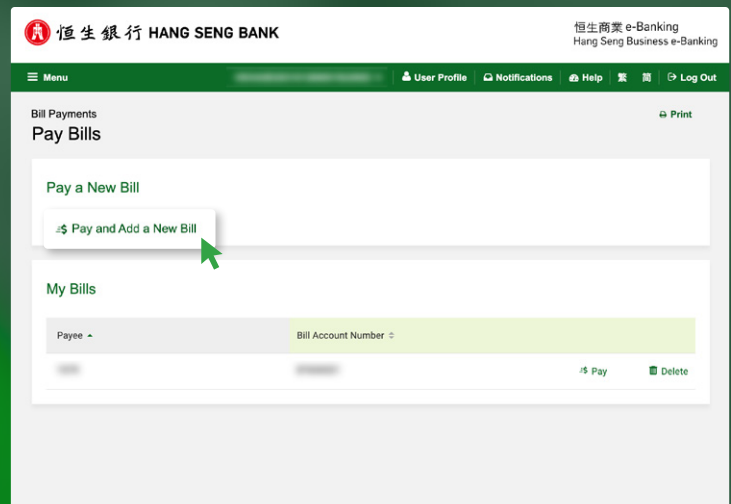 恒生銀行 HANG SENG BANK
恒生商業 e-Banking
Hang Seng Business e-Banking
Menu
User Profile
Notifications
Help
繁
简
Log Out
Bill Payments
Pay Bills
Print
Pay a New Bill
Pay and Add a New Bill
My Bills
Payee
Bill Account Number
Pay
Delete